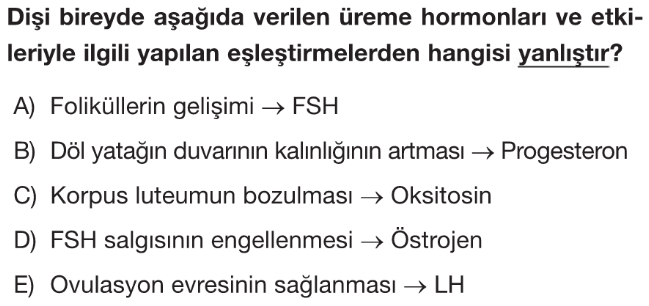 Dişi bireyde aşağıda verilen üreme hormonları ve etki-
leriyle ilgili yapılan eşleştirmelerden hangisi yanlıştır?
A) Foliküllerin gelişimi → FSH
B) Döl yatağın duvarının kalınlığının artması → Progesteron
C) Korpus luteumun bozulması → Oksitosin
D) FSH salgısının engellenmesi → Östrojen
E) Ovulasyon evresinin sağlanması → LH